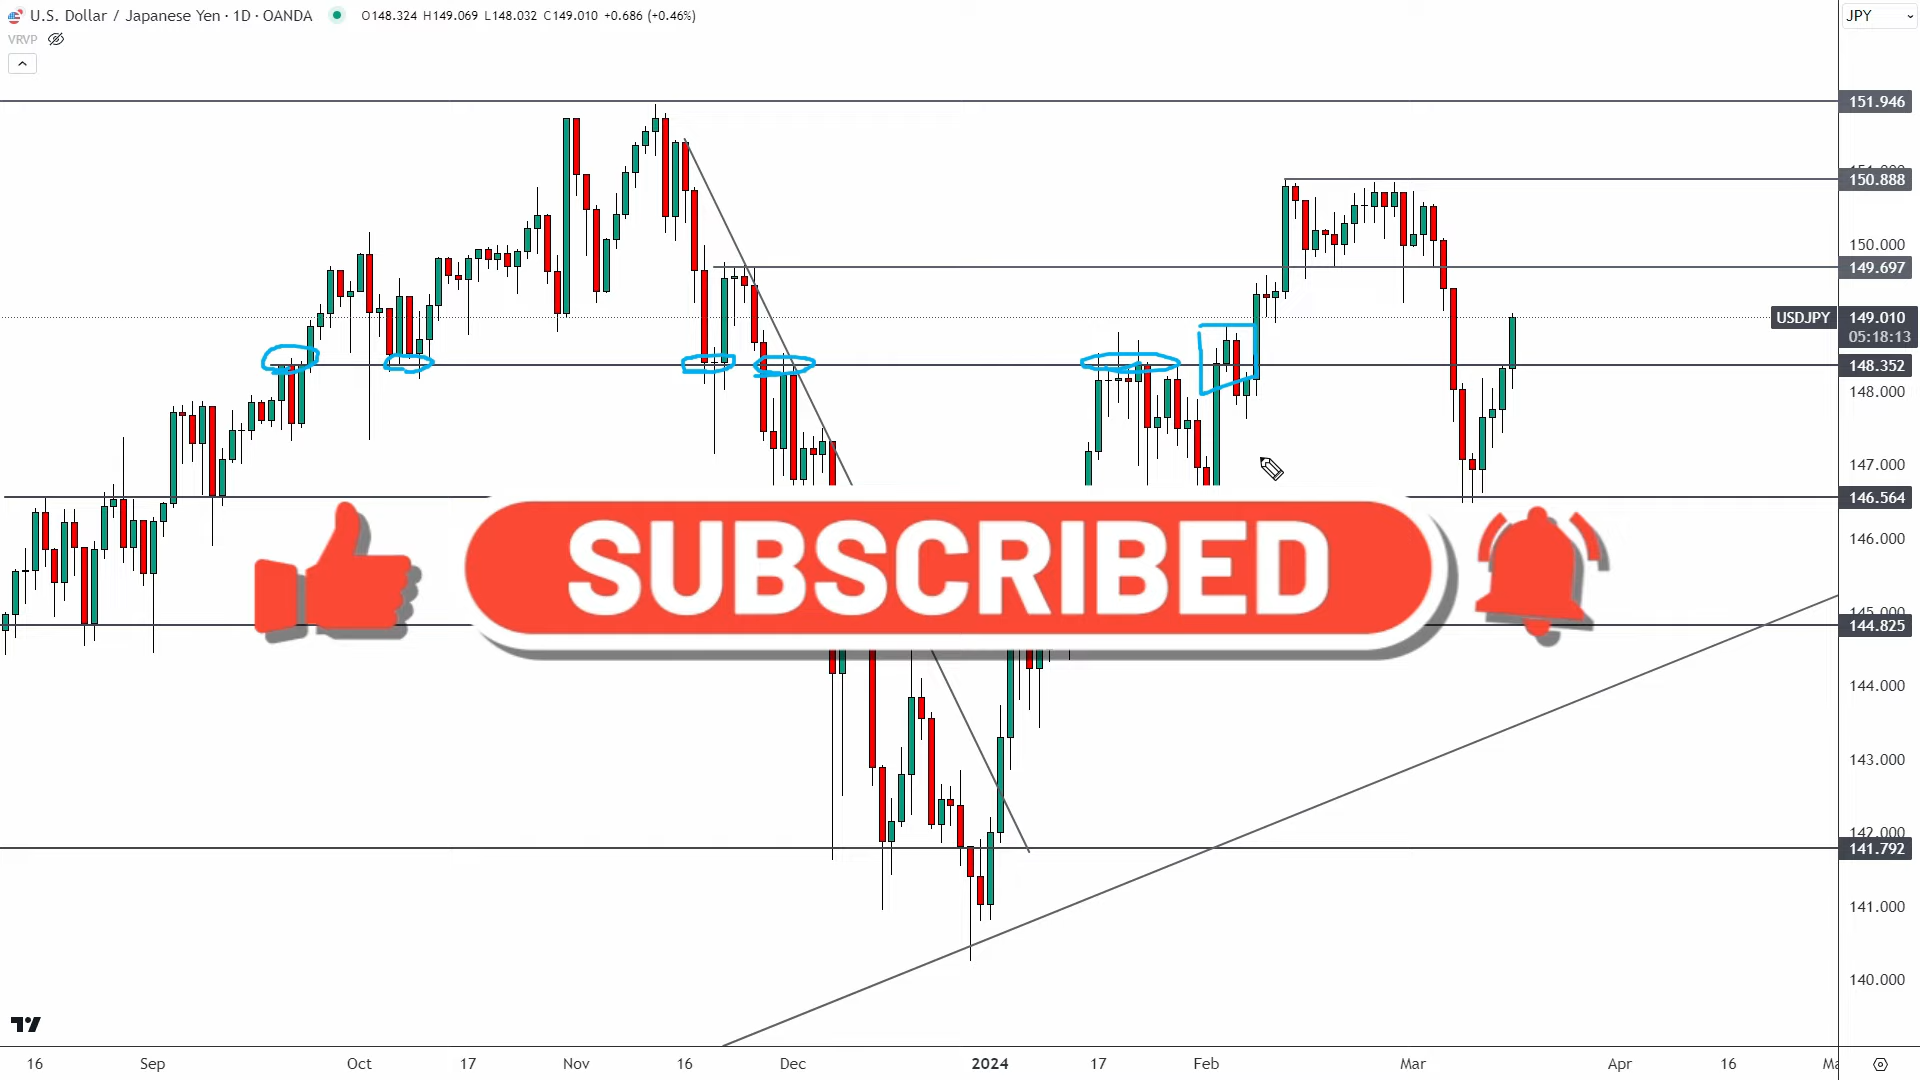 U.S. Dollar / Japanese Yen · 1D · OANDA O148.324 H149.069 L148.032 C149.010 +0.686 (+0.46%)
JPY
VRVP
151.946
150.888
150.000
149.697
USDJPY 149.010
05:18:13
148.352
148.000
147.000
146.564
146.000
SUBSCRIBED
144.825
144.000
143.000
142.000
141.792
141.000
140.000
16 Sep Oct 17 Nov 16 Dec 2024 17 Feb Mar Apr 16